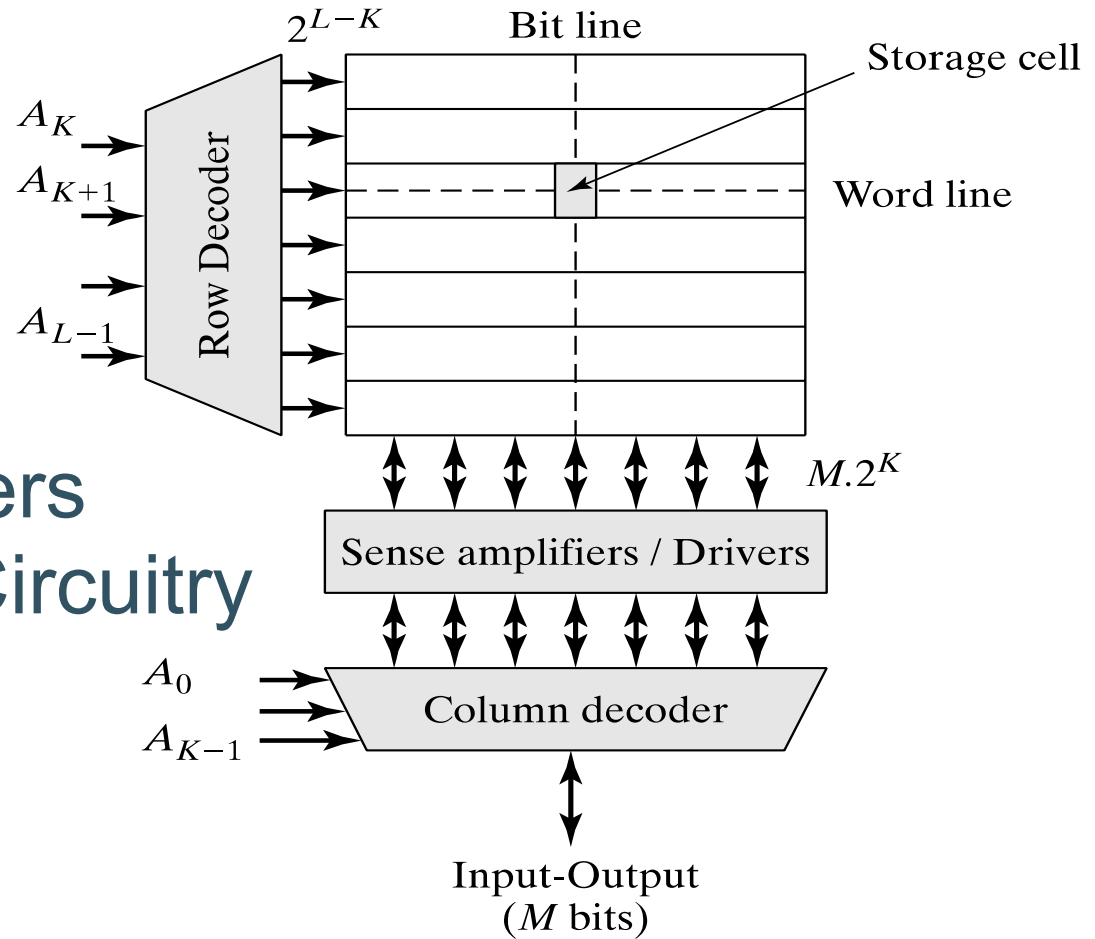 2^{L-K}
Bit line
Storage cell
A_K
A_{K+1}
Row Decoder
Word line
A_{L-1}
M.2^K
ers
Sense amplifiers / Drivers
Circuitry
A_0
Column decoder
A_{K-1}
Input-Output
(M bits)